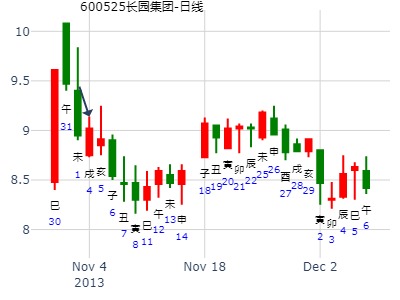 600525长园集团-日线
10
9.5
9
8.5
8
巳
30
午
31
未
1
戌
4
亥
5
子
6
丑
7
寅
8
巳
11
午
12
未
13
申
14
子
18
丑
19
寅
20
卯
21
辰
22
未
25
申
26
酉
27
戌
28
亥
29
寅
2
卯
3
辰
4
巳
5
午
6
Nov 4
2013
Nov 18
Dec 2